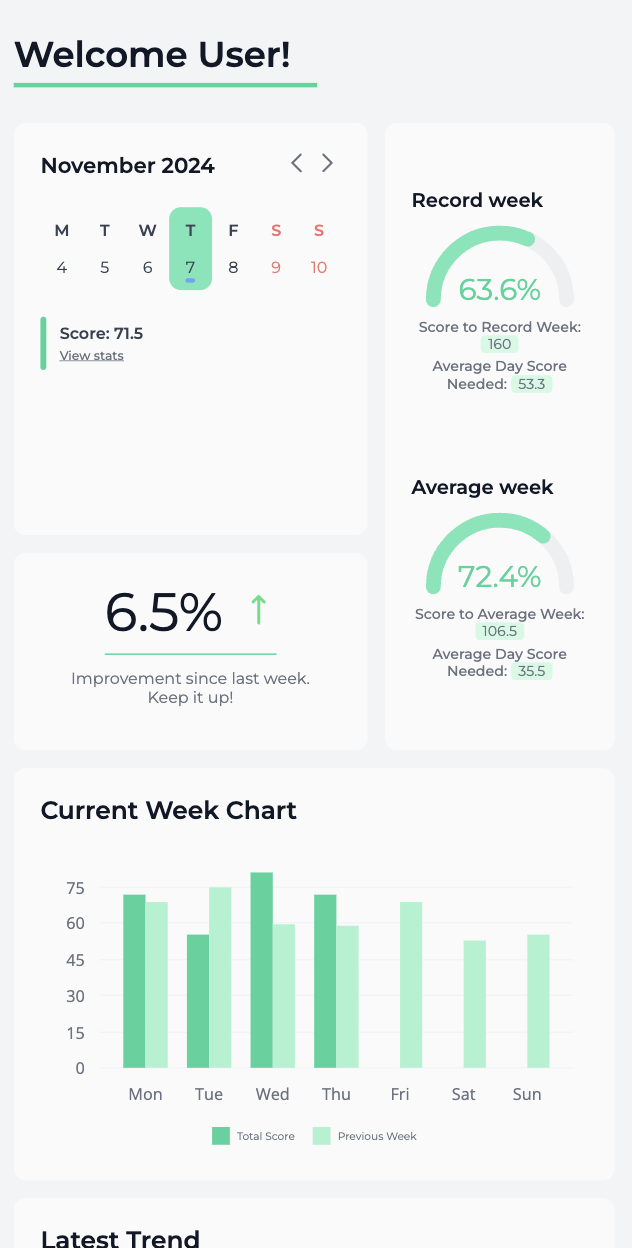 Welcome User!
November 2024
M T W T F S S
4 5 6 7 8 9 10
Score: 71.5
View stats
6.5%
Improvement since last week.
Keep it up!
Record week
63.6%
Score to Record Week:
160
Average Day Score
Needed: 53.3
Average week
72.4%
Score to Average Week:
106.5
Average Day Score
Needed: 35.5
Current Week Chart
75
60
45
30
15
0
Mon Tue Wed Thu Fri Sat Sun
Total Score Previous Week
Latest Trend